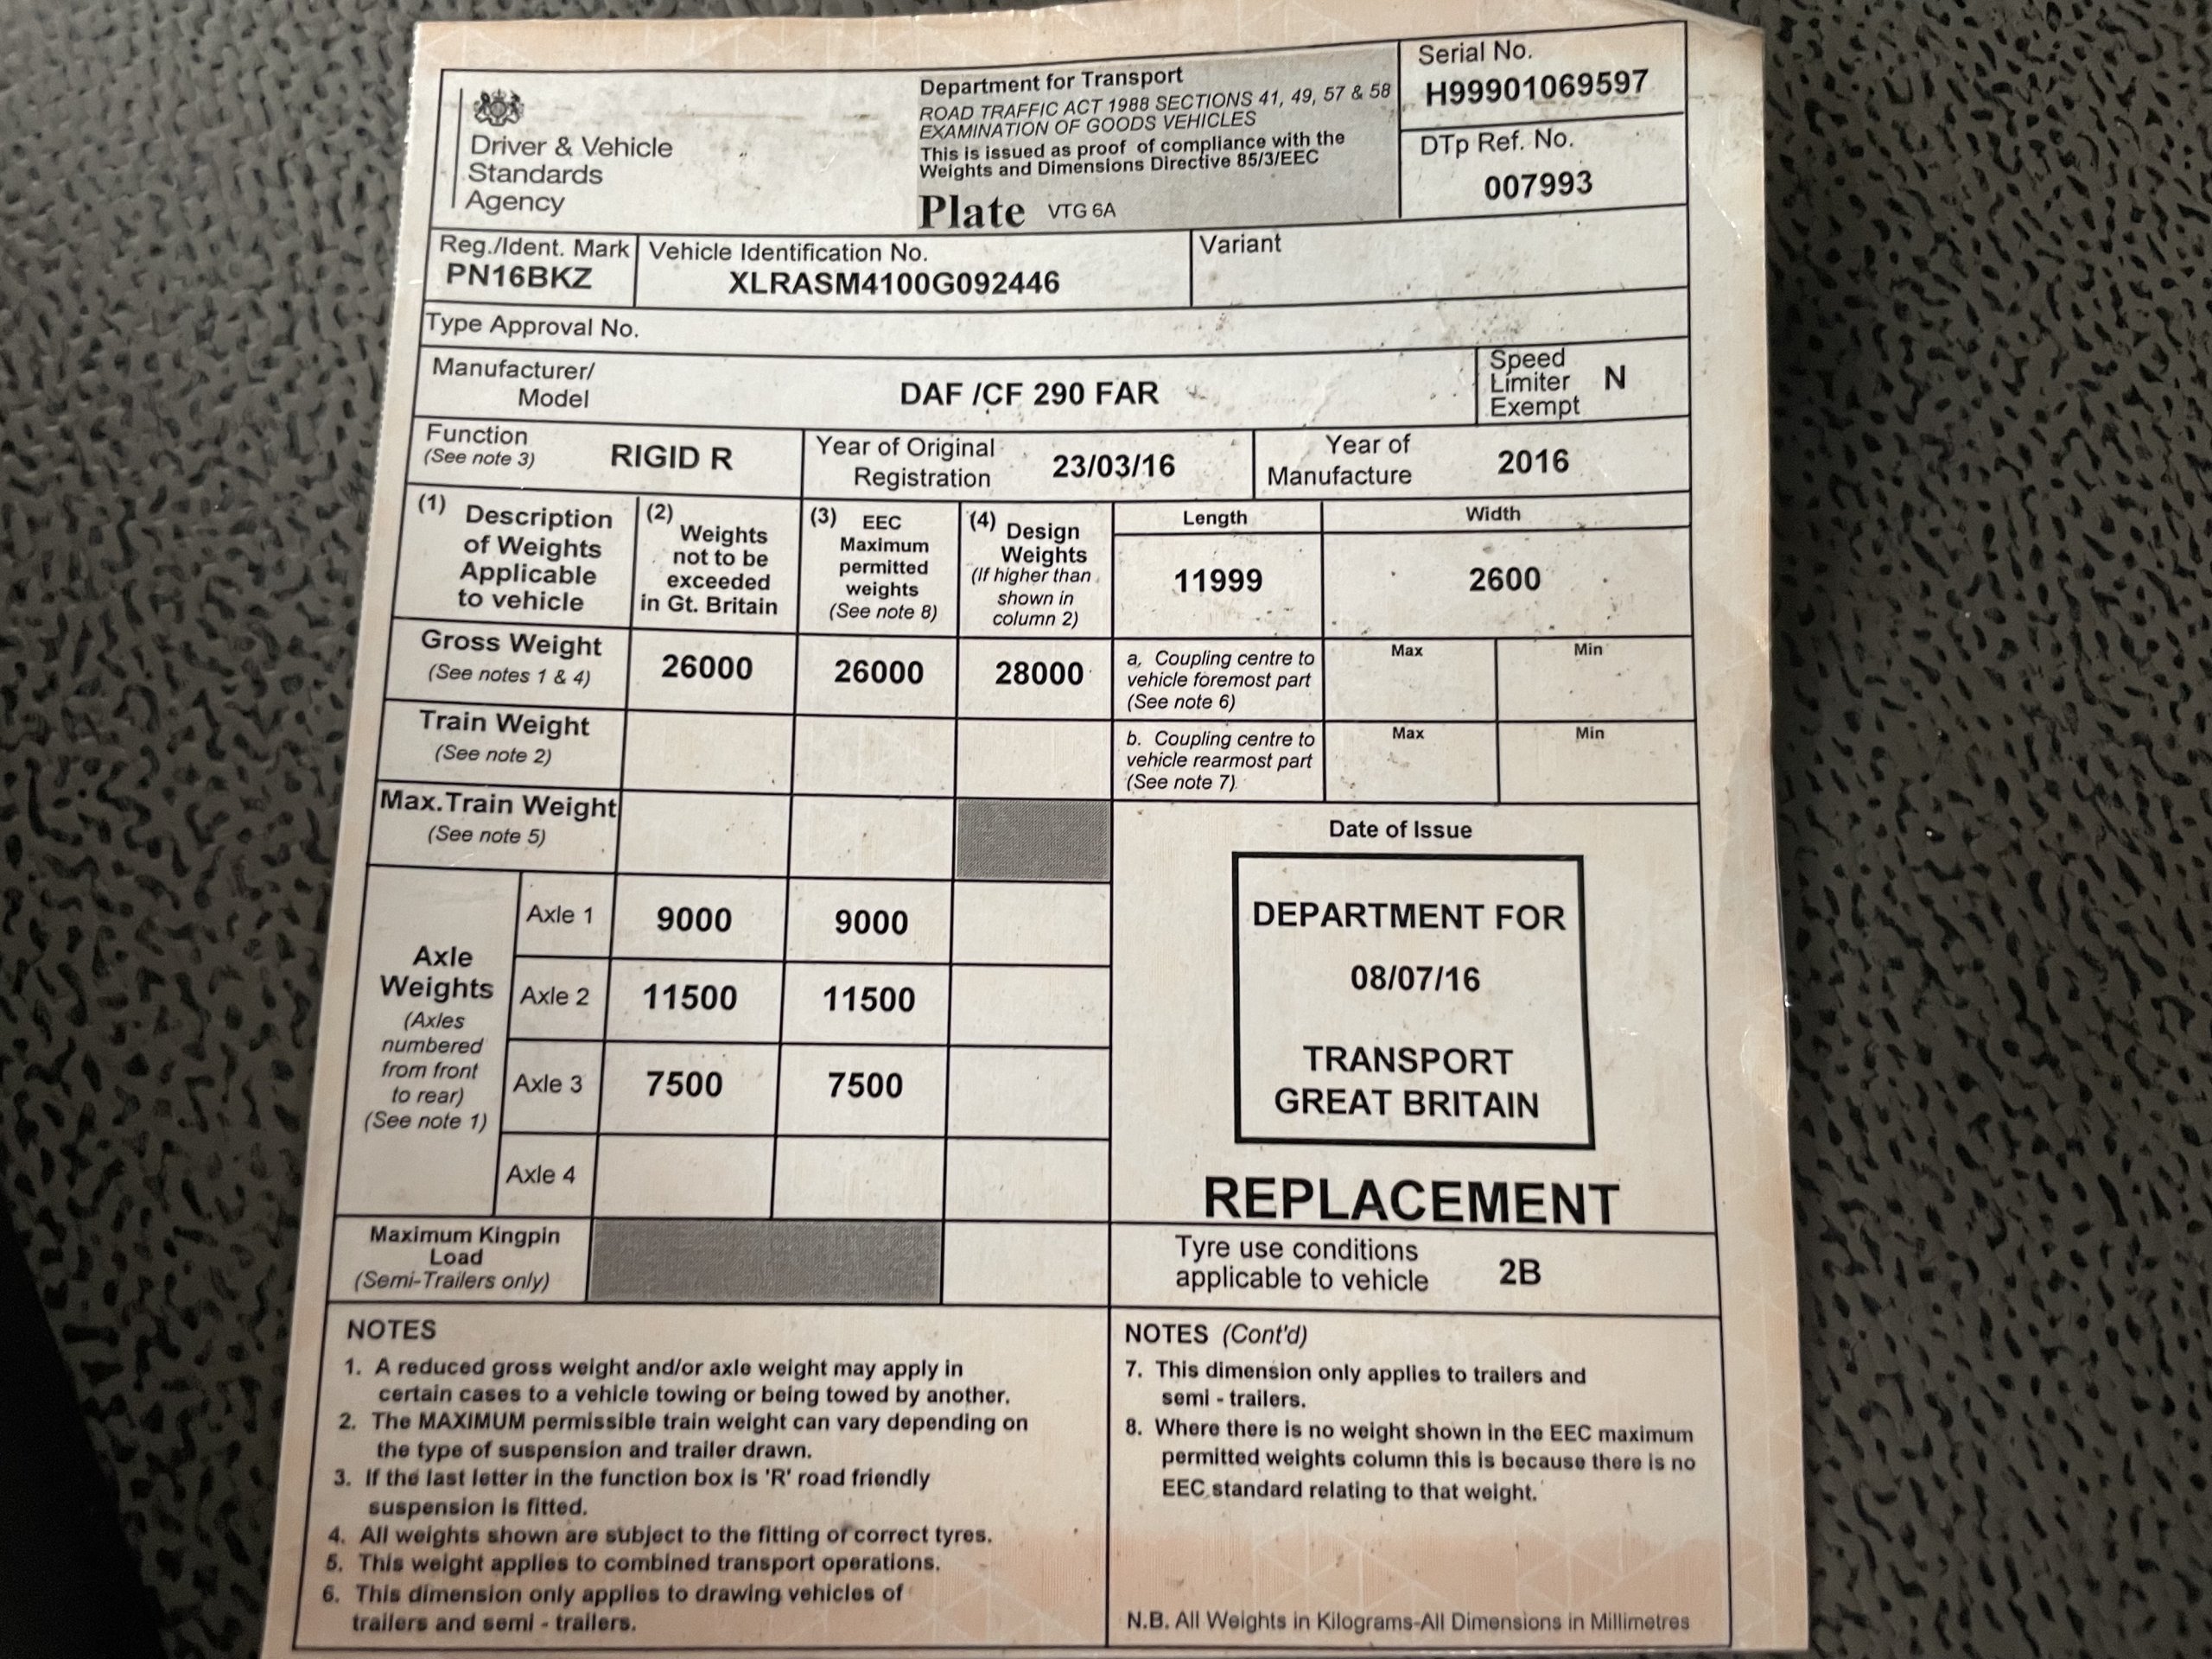 Driver & Vehicle
Standards
Agency
Department for Transport
ROAD TRAFFIC ACT 1988 SECTIONS 41, 49, 57 & 58
EXAMINATION OF GOODS VEHICLES
This is issued as proof of compliance with the
Weights and Dimensions Directive 85/3/EEC
Plate VTG 6A
Serial No.
H99901069597
DTp Ref. No.
007993
Reg./Ident. Mark
PN16BKZ
Vehicle Identification No.
XLRASM4100G092446
Variant
Type Approval No.
Manufacturer/
Model
DAF /CF 290 FAR
Speed
Limiter
Exempt
N
Function
(See note 3)
RIGID R
Year of Original
Registration
23/03/16
Year of
Manufacture
2016
(1) Description
of Weights
Applicable
to vehicle
(2) Weights
not to be
exceeded
in Gt. Britain
(3) EEC
Maximum
permitted
weights
(See note 8)
(4) Design
Weights
(If higher than
shown in
column 2)
Length
11999
Width
2600
Gross Weight
(See notes 1 & 4)
26000
26000
28000
a, Coupling centre to
vehicle foremost part
(See note 6)
Max
Min
Train Weight
(See note 2)
b. Coupling centre to
vehicle rearmost part
(See note 7)
Max
Min
Max.Train Weight
(See note 5)
Axle
Weights
(Axles
numbered
from front
to rear)
(See note 1)
Axle 1
9000
9000
Axle 2
11500
11500
Axle 3
7500
7500
Axle 4
Maximum Kingpin
Load
(Semi-Trailers only)
Date of Issue
DEPARTMENT FOR
08/07/16
TRANSPORT
GREAT BRITAIN
REPLACEMENT
Tyre use conditions
applicable to vehicle
2B
NOTES
1. A reduced gross weight and/or axle weight may apply in
certain cases to a vehicle towing or being towed by another.
2. The MAXIMUM permissible train weight can vary depending on
the type of suspension and trailer drawn.
3. If the last letter in the function box is 'R' road friendly
suspension is fitted.
4. All weights shown are subject to the fitting of correct tyres.
5. This weight applies to combined transport operations.
6. This dimension only applies to drawing vehicles of
trailers and semi - trailers.
NOTES (Cont'd)
7. This dimension only applies to trailers and
semi - trailers.
8. Where there is no weight shown in the EEC maximum
permitted weights column this is because there is no
EEC standard relating to that weight.
N.B. All Weights in Kilograms-All Dimensions in Millimetres